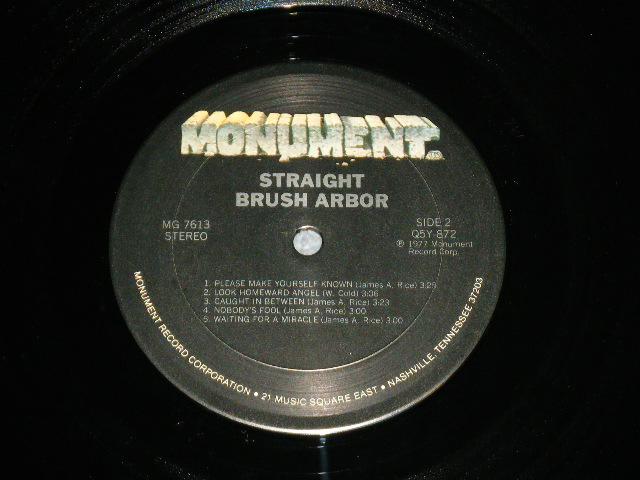 MONUMENT
STRAIGHT
BRUSH ARBOR
MG 7613
STEREO
SIDE 2
Q5Y 872
℗ 1977 Monument
Record Corp.
1. PLEASE MAKE YOURSELF KNOWN (James A. Rice) 3:29
2. LOOK HOMEWARD ANGEL (W. Cold) 3:36
3. CAUGHT IN BETWEEN (James A. Rice) 3:23
4. NOBODY'S FOOL (James A. Rice) 3:00
5. WAITING FOR A MIRACLE (James A. Rice) 3:00
MONUMENT RECORD CORPORATION • 21 MUSIC SQUARE EAST • NASHVILLE, TENNESSEE 37203